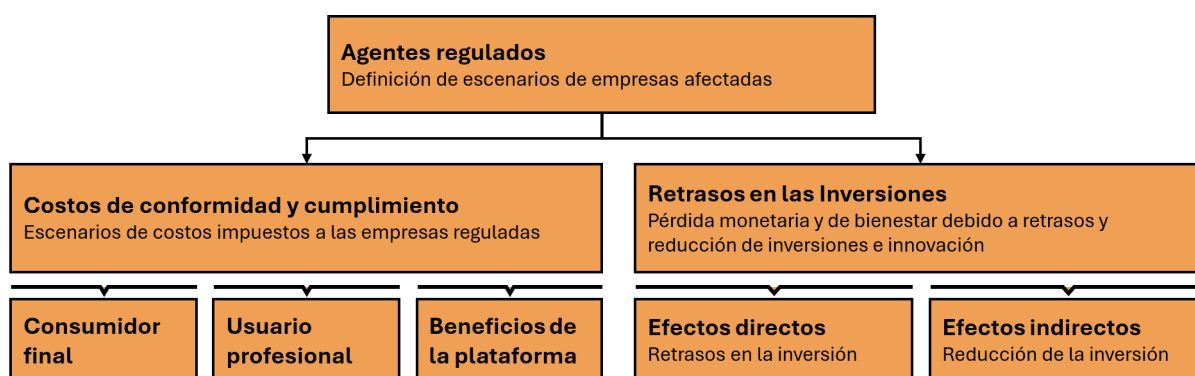 Agentes regulados
Definición de escenarios de empresas afectadas
Costos de conformidad y cumplimiento
Escenarios de costos impuestos a las empresas reguladas
Retrasos en las Inversiones
Pérdida monetaria y de bienestar debido a retrasos y
reducción de inversiones e innovación
Consumidor
final
Usuario
profesional
Beneficios de
la plataforma
Efectos directos
Retrasos en la inversión
Efectos indirectos
Reducción de la inversión